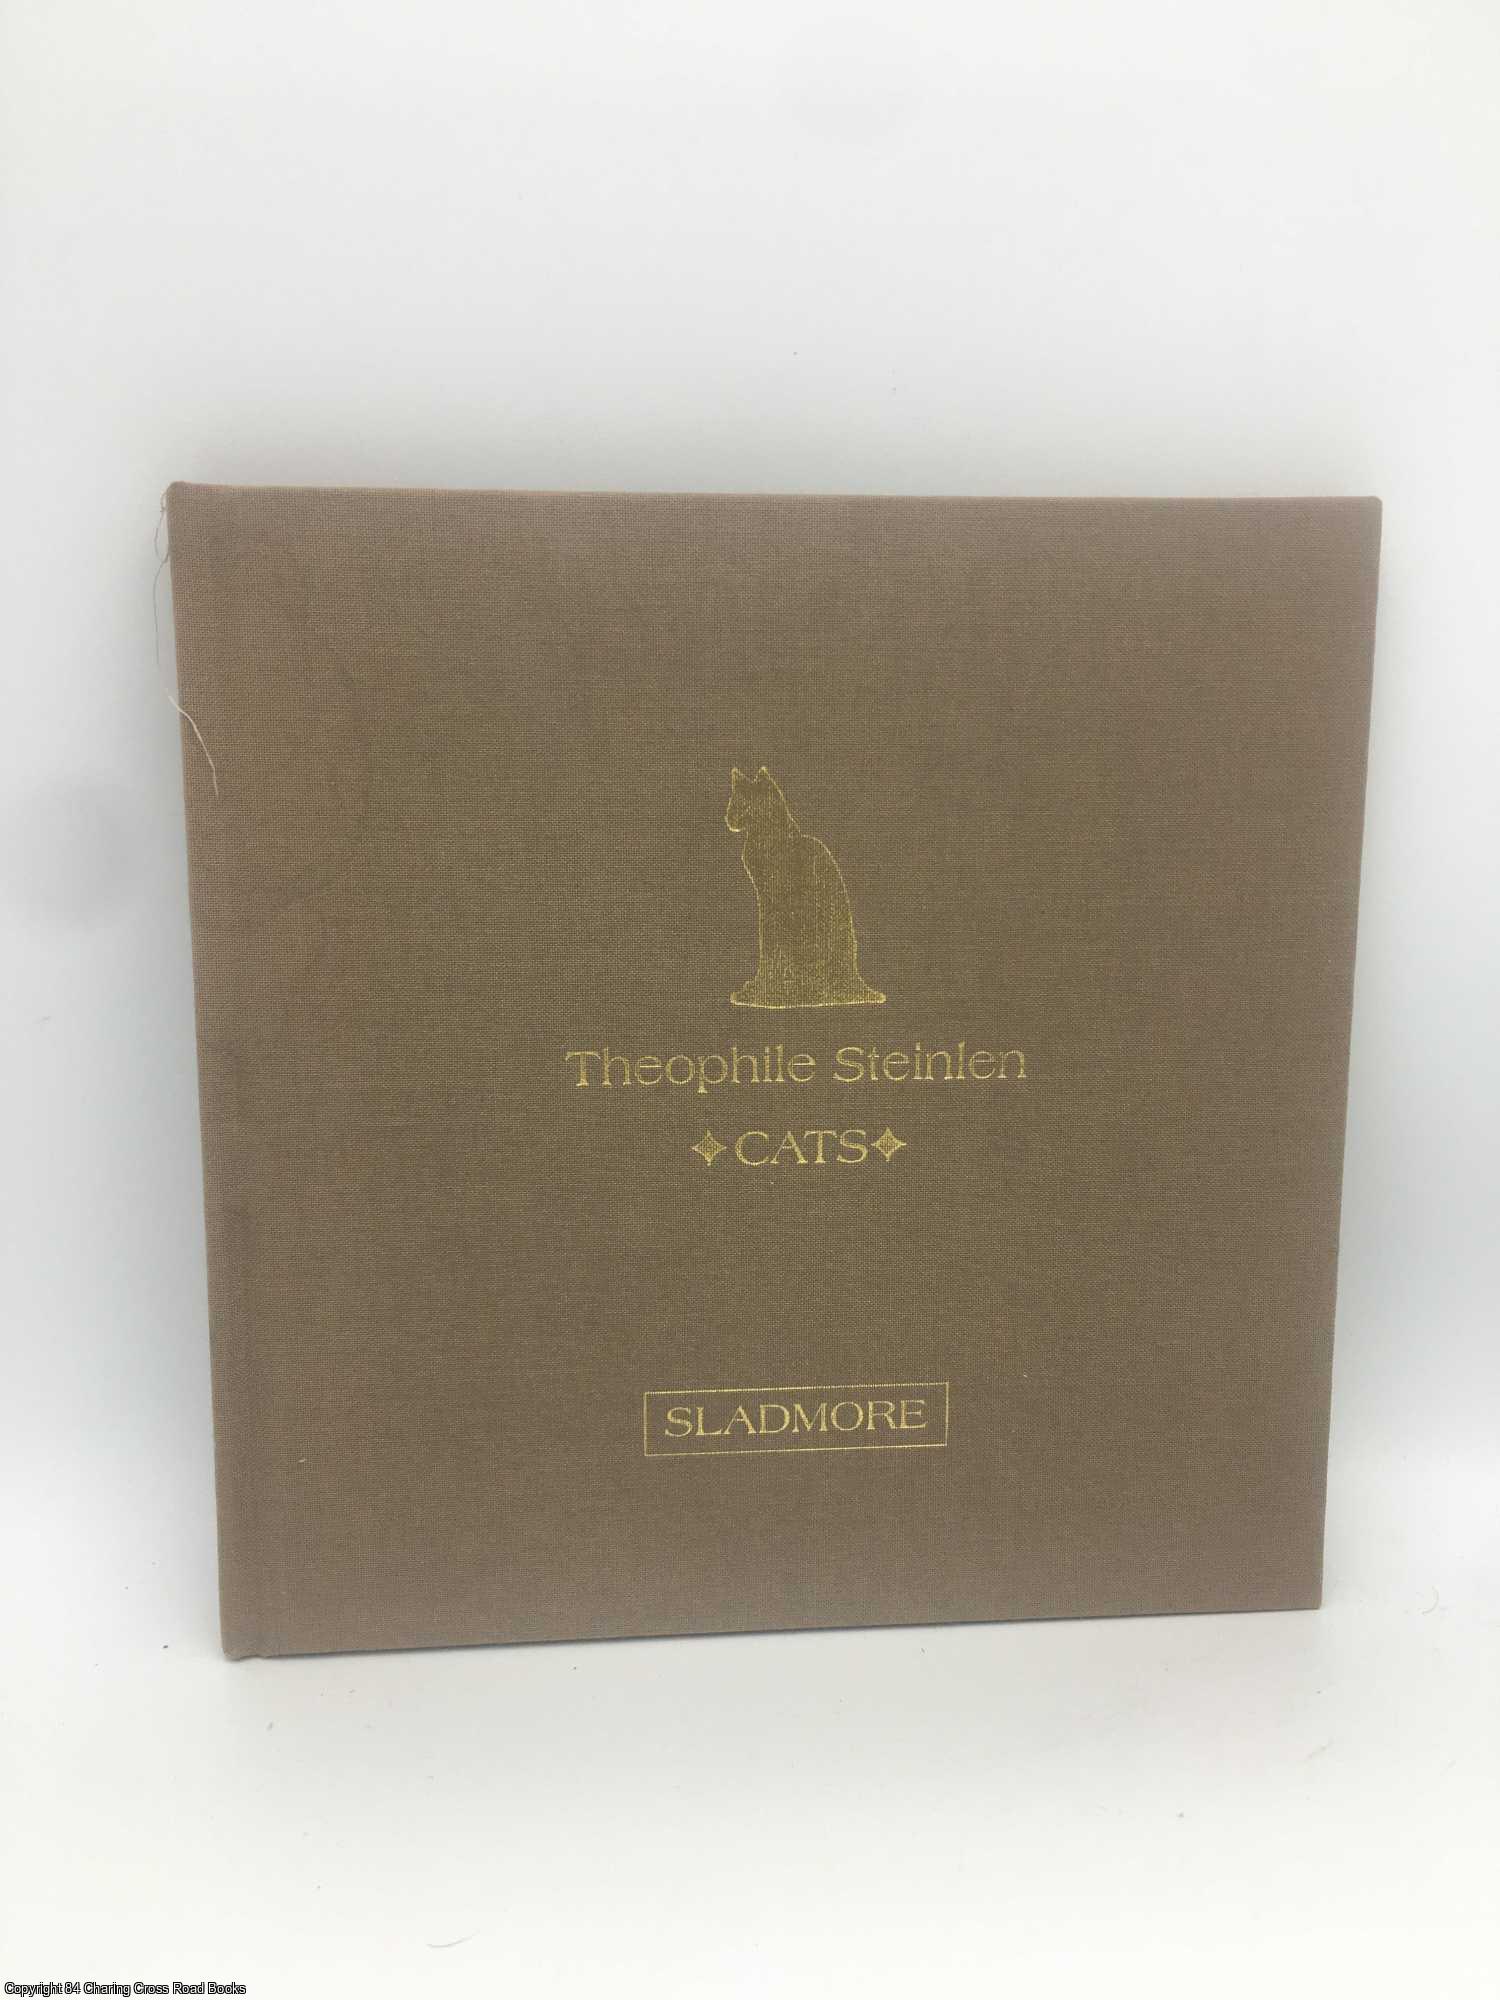 Theophile Steinlen
CATS
SLADMORE
Copyright 84 Charing Cross Road Books